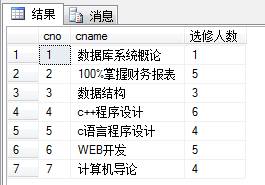 结果 消息
cno cname 选修人数
1 1 数据库系统概论 1
2 2 100%掌握财务报表 5
3 3 数据结构 3
4 4 c++程序设计 6
5 5 c语言程序设计 4
6 6 WEB开发 5
7 7 计算机导论 4